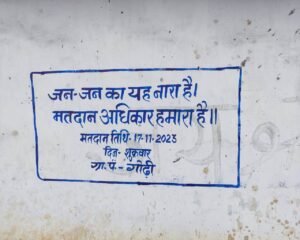 जन-जन का यह नारा है।
मतदान अधिकार हमारा है॥
मतदान तिथि-17-11-2023
दिन- शुक्रवार
ग्रा.पं.- गोढ़ी